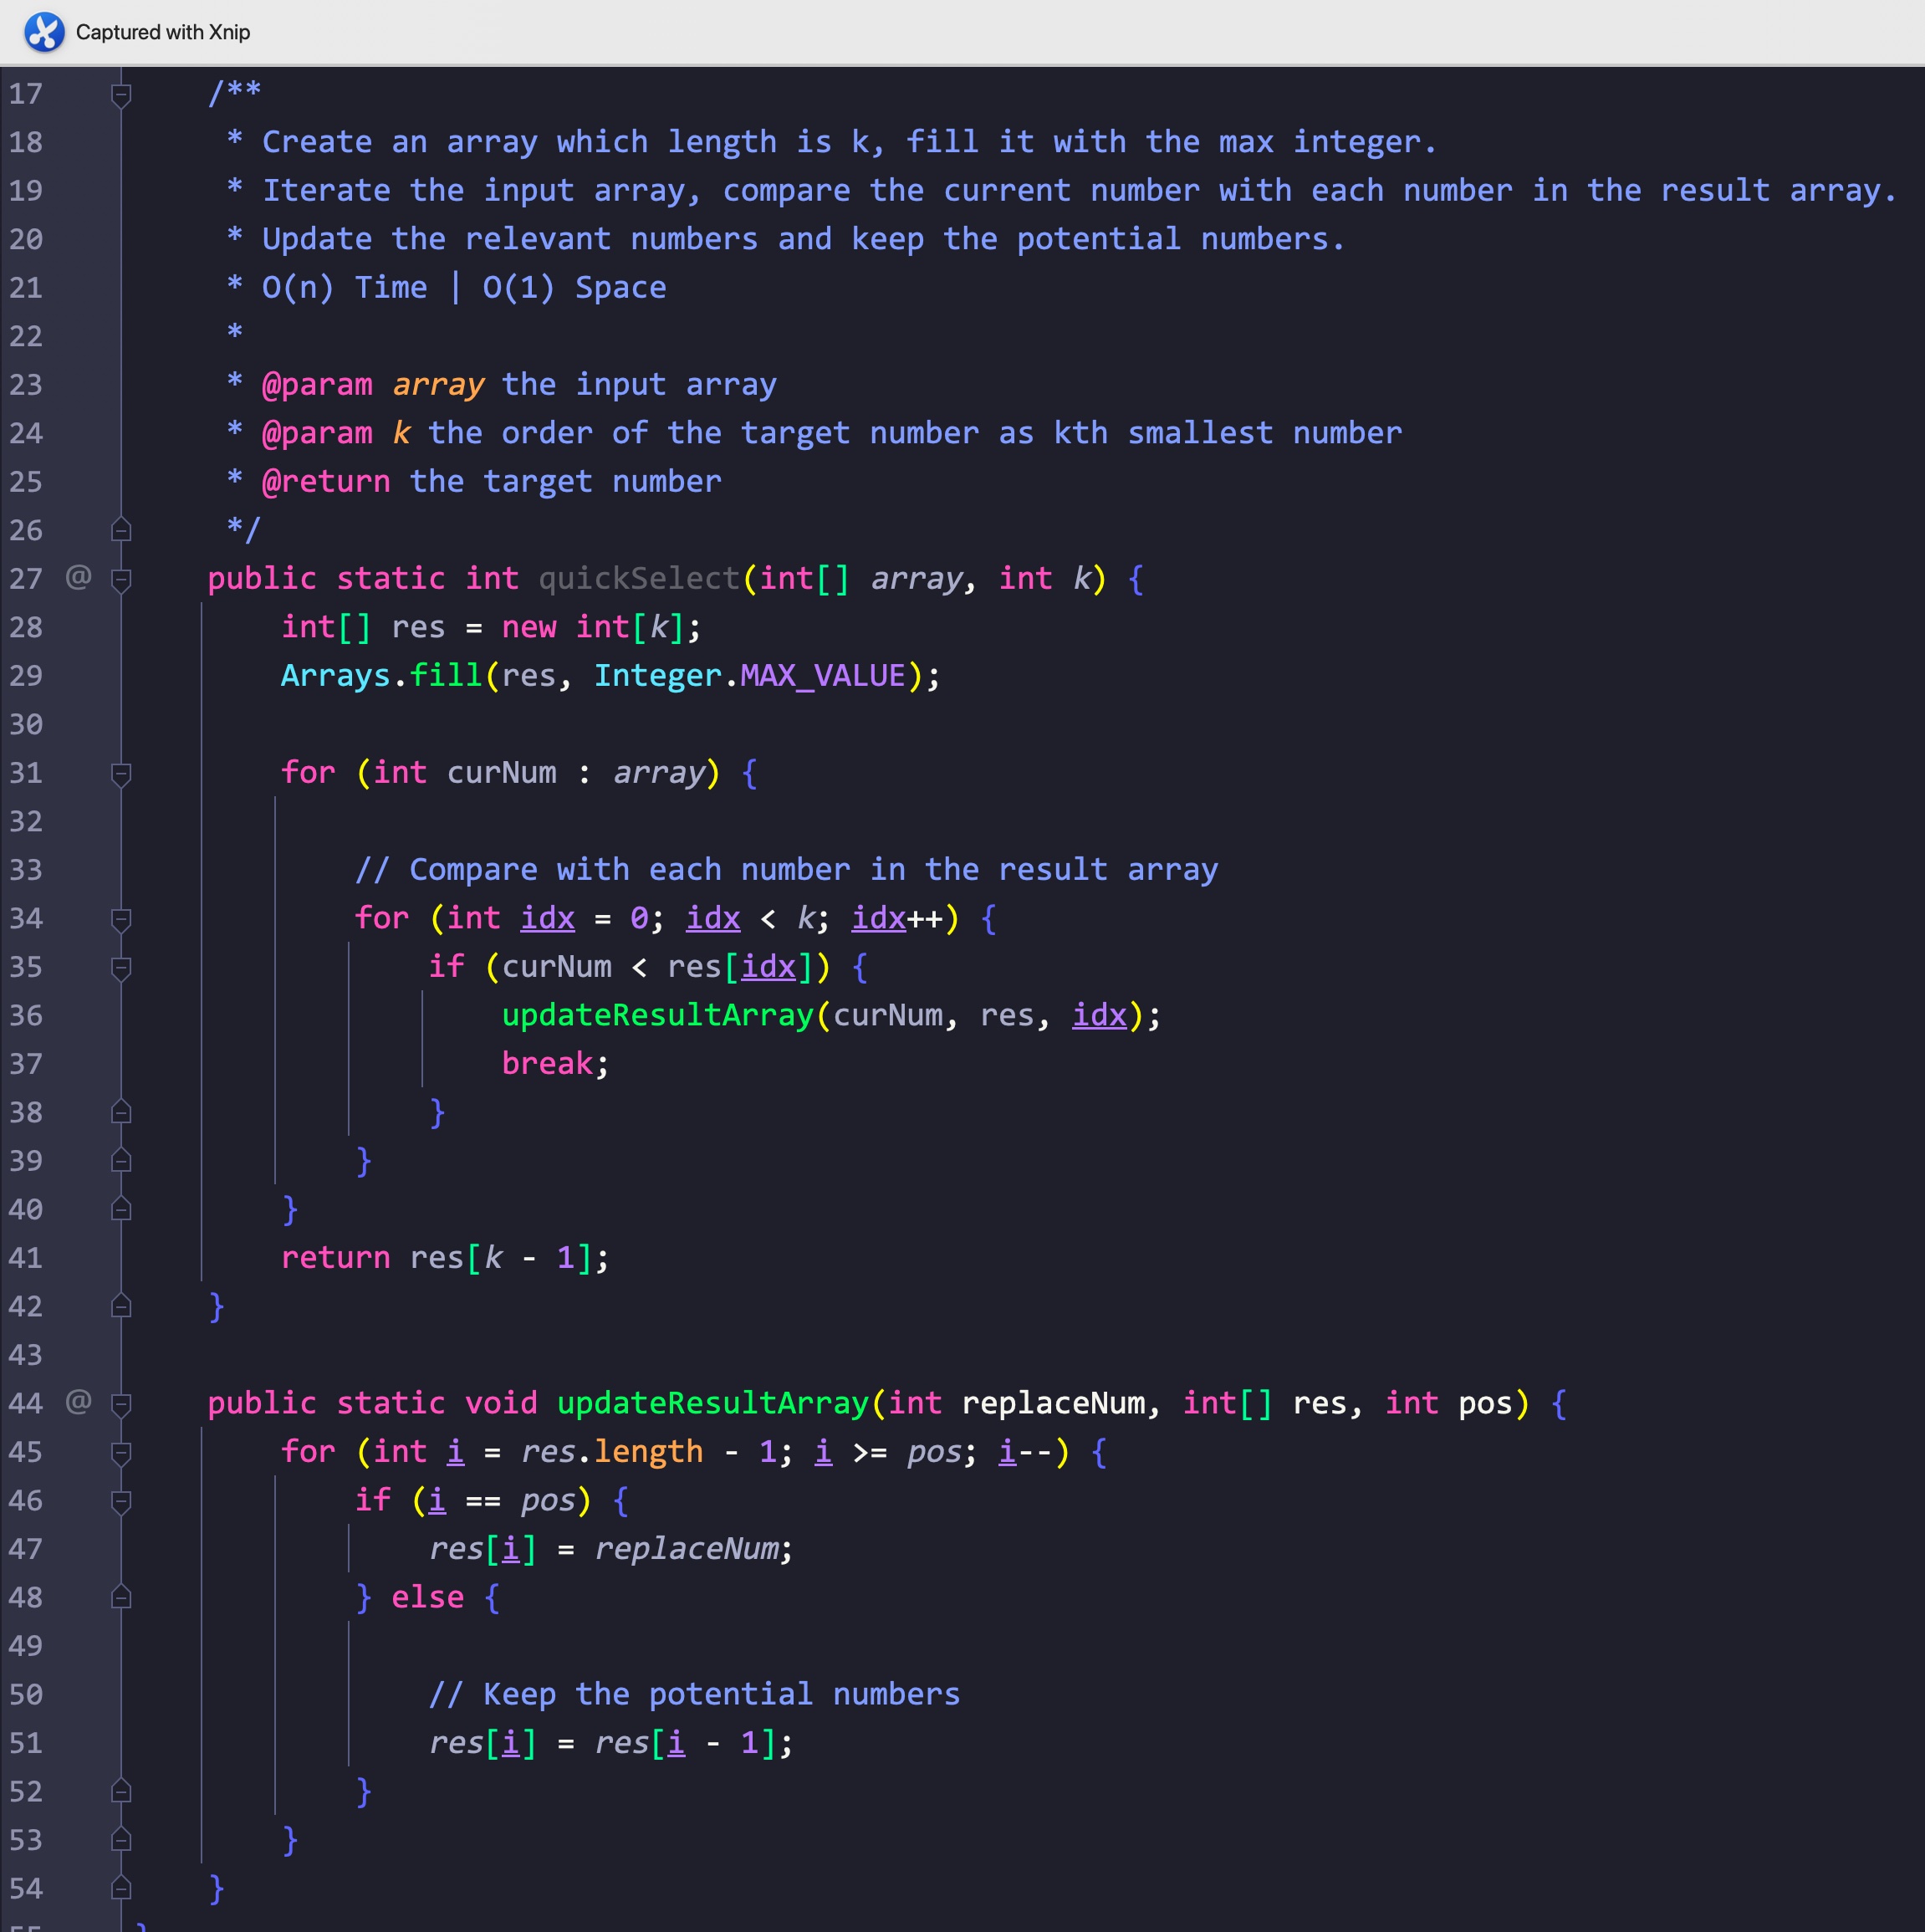 Captured with Xnip
17 /**
18 * Create an array which length is k, fill it with the max integer.
19 * Iterate the input array, compare the current number with each number in the result array.
20 * Update the relevant numbers and keep the potential numbers.
21 * O(n) Time | O(1) Space
22 *
23 * @param array the input array
24 * @param k the order of the target number as kth smallest number
25 * @return the target number
26 */
27 @ public static int quickSelect(int[] array, int k) {
28 int[] res = new int[k];
29 Arrays.fill(res, Integer.MAX_VALUE);
30
31 for (int curNum : array) {
32
33 // Compare with each number in the result array
34 for (int idx = 0; idx < k; idx++) {
35 if (curNum < res[idx]) {
36 updateResultArray(curNum, res, idx);
37 break;
38 }
39 }
40 }
41 return res[k - 1];
42 }
43
44 @ public static void updateResultArray(int replaceNum, int[] res, int pos) {
45 for (int i = res.length - 1; i >= pos; i--) {
46 if (i == pos) {
47 res[i] = replaceNum;
48 } else {
49
50 // Keep the potential numbers
51 res[i] = res[i - 1];
52 }
53 }
54 }